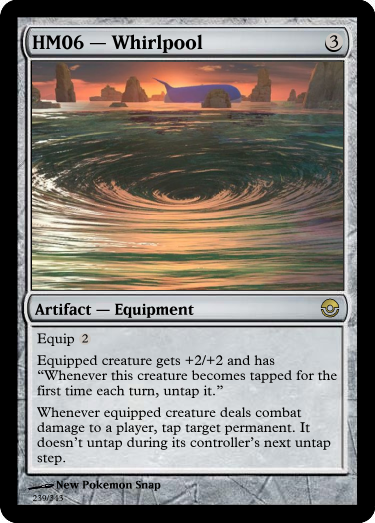 HM06 — Whirlpool 3
Artifact — Equipment
Equip 2
Equipped creature gets +2/+2 and has
“Whenever this creature becomes tapped for the
first time each turn, untap it.”
Whenever equipped creature deals combat
damage to a player, tap target permanent. It
doesn’t untap during its controller’s next untap
step.
New Pokemon Snap
239/343